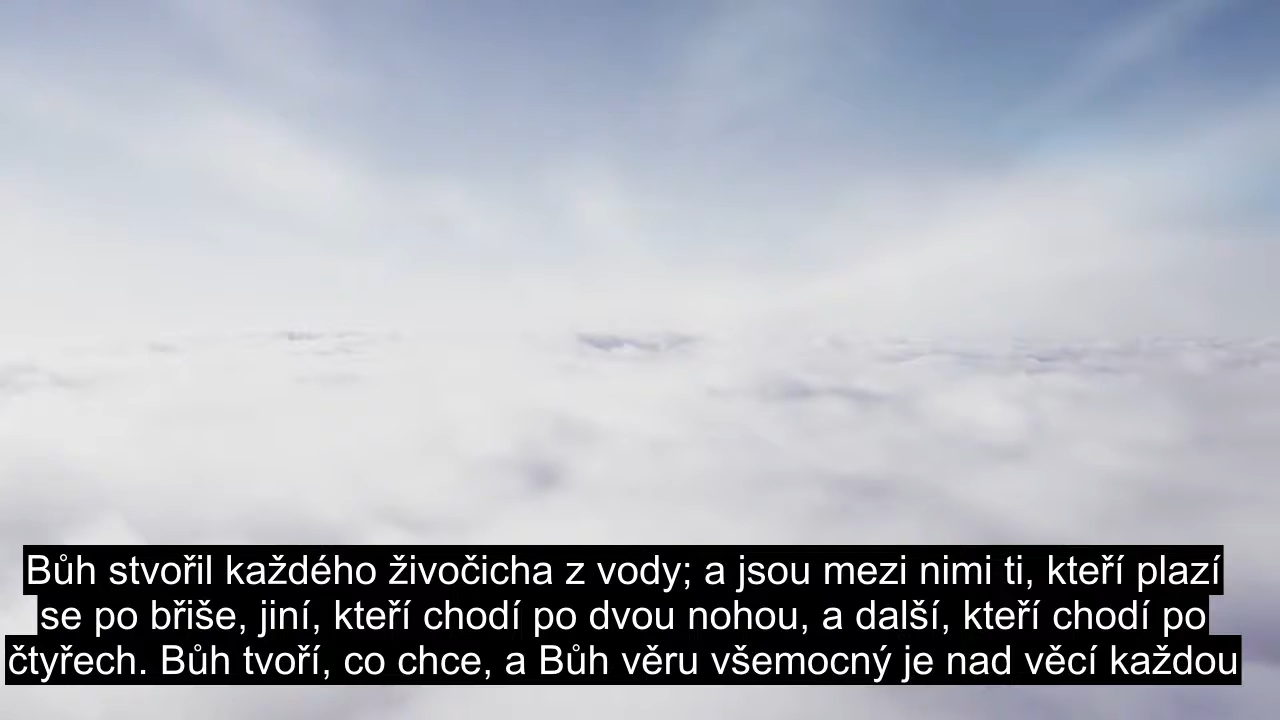 Bůh stvořil každého živočicha z vody; a jsou mezi nimi ti, kteří plazí
se po břiše, jiní, kteří chodí po dvou nohou, a další, kteří chodí po
čtyřech. Bůh tvoří, co chce, a Bůh věru všemocný je nad věcí každou